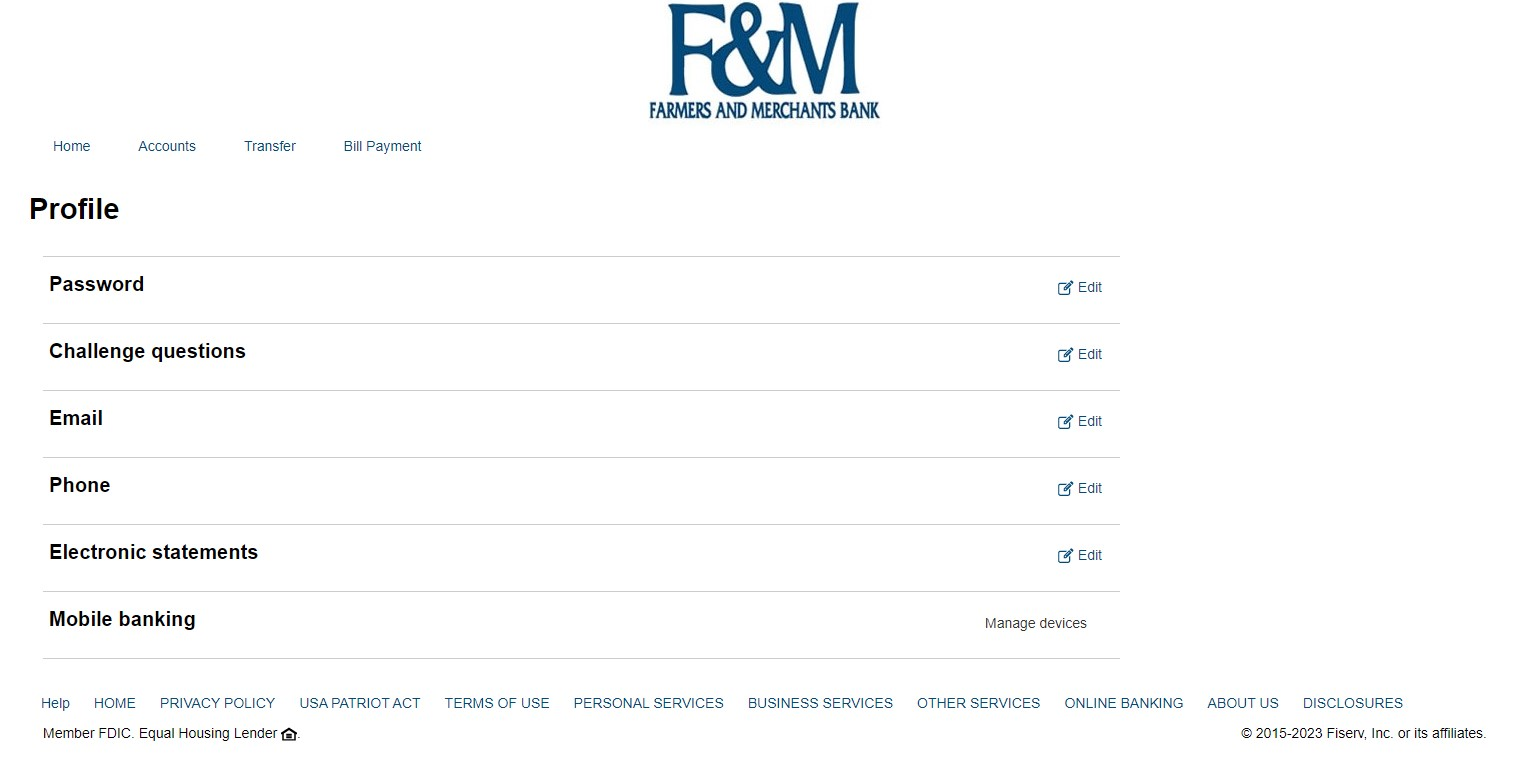 F&M
FARMERS AND MERCHANTS BANK
Home Accounts Transfer Bill Payment
Profile
Password Edit
Challenge questions Edit
Email Edit
Phone Edit
Electronic statements Edit
Mobile banking Manage devices
Help HOME PRIVACY POLICY USA PATRIOT ACT TERMS OF USE PERSONAL SERVICES BUSINESS SERVICES OTHER SERVICES ONLINE BANKING ABOUT US DISCLOSURES
Member FDIC. Equal Housing Lender . © 2015-2023 Fiserv, Inc. or its affiliates.